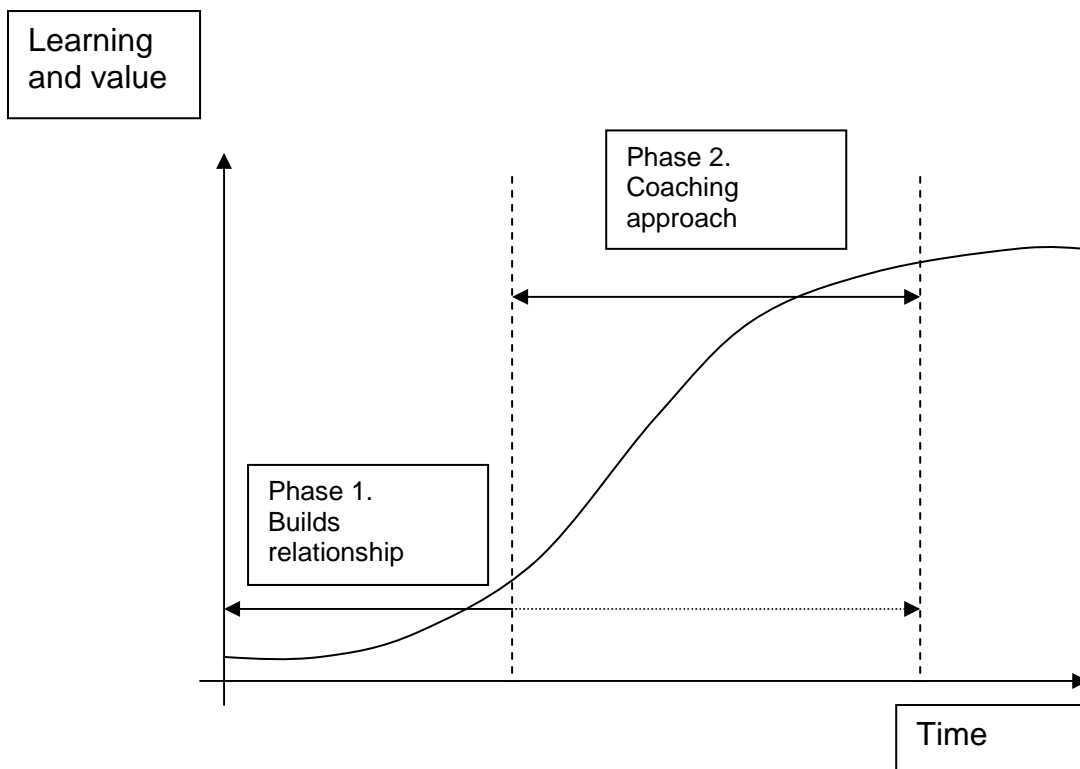 Learning
and value
Phase 2.
Coaching
approach
Phase 1.
Builds
relationship
Time